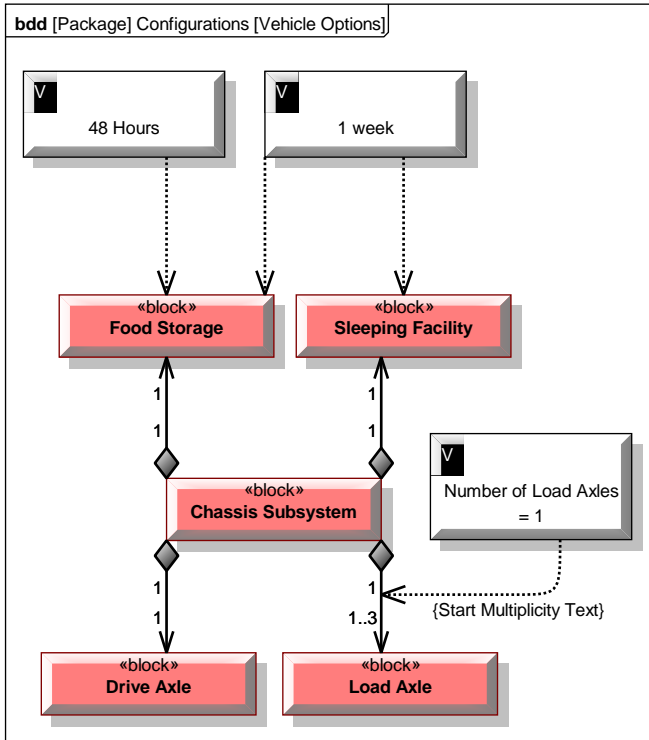 bdd [Package] Configurations [Vehicle Options]
V
48 Hours
V
1 week
«block»
Food Storage
«block»
Sleeping Facility
1
1
1
1
V
Number of Load Axles
= 1
«block»
Chassis Subsystem
1
1
1
1..3
{Start Multiplicity Text}
«block»
Drive Axle
«block»
Load Axle